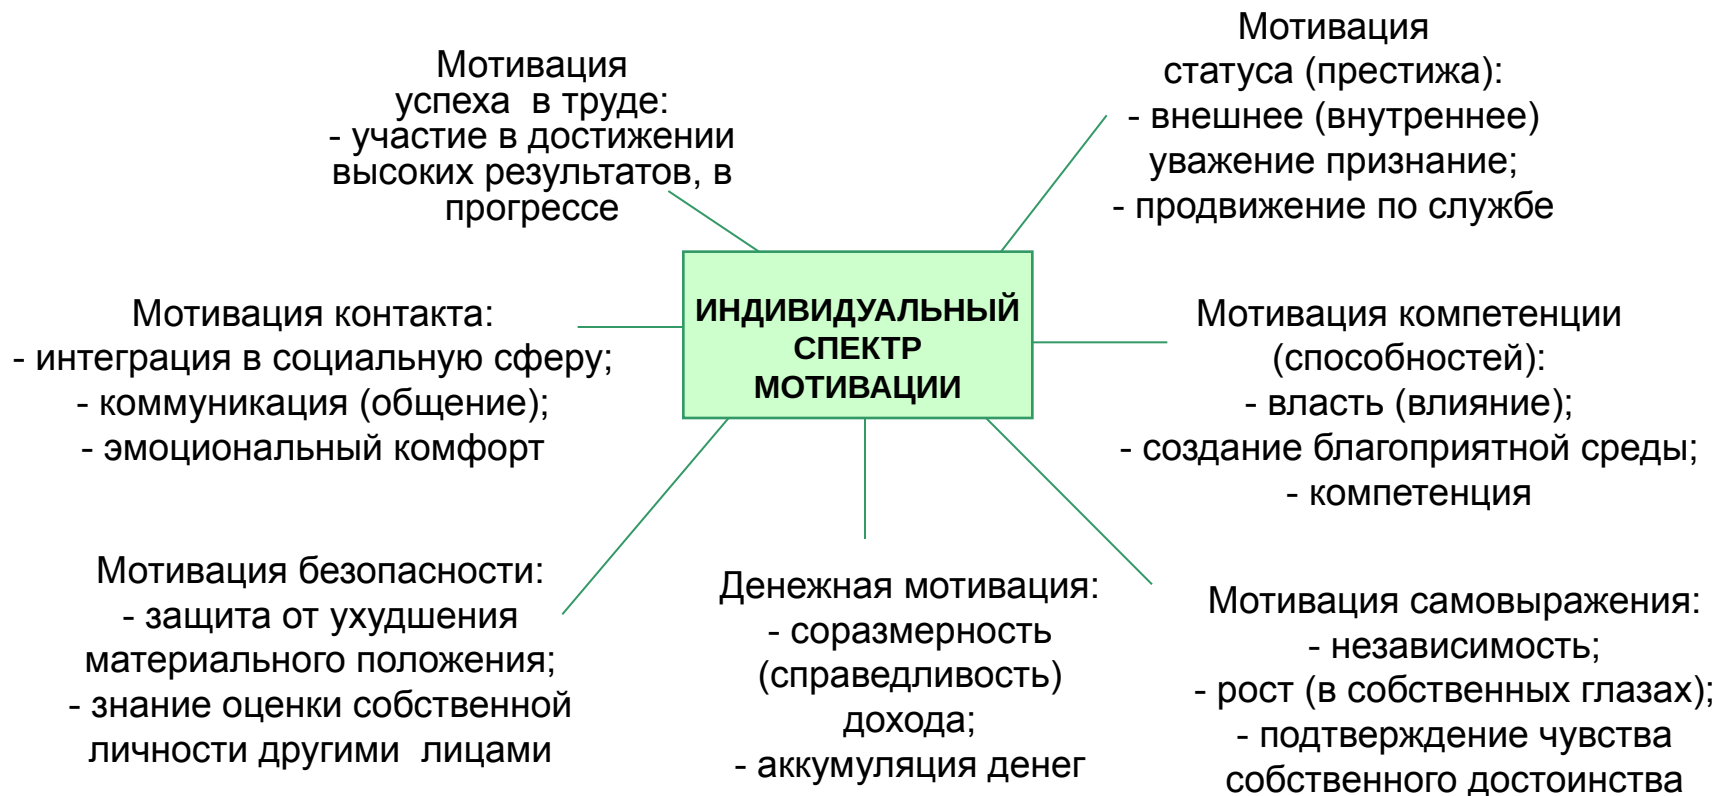 Мотивация
успеха  в труде:
- участие в достижении
высоких результатов, в
прогрессе
Мотивация
статуса (престижа):
- внешнее (внутреннее)
уважение признание;
- продвижение по службе
Мотивация контакта:
- интеграция в социальную сферу;
- коммуникация (общение);
- эмоциональный комфорт
ИНДИВИДУАЛЬНЫЙ
СПЕКТР
МОТИВАЦИИ
Мотивация компетенции
(способностей):
- власть (влияние);
- создание благоприятной среды;
- компетенция
Мотивация безопасности:
- защита от ухудшения
материального положения;
- знание оценки собственной
личности другими  лицами
Денежная мотивация:
- соразмерность
(справедливость)
дохода;
- аккумуляция денег
Мотивация самовыражения:
- независимость;
- рост (в собственных глазах);
- подтверждение чувства
собственного достоинства